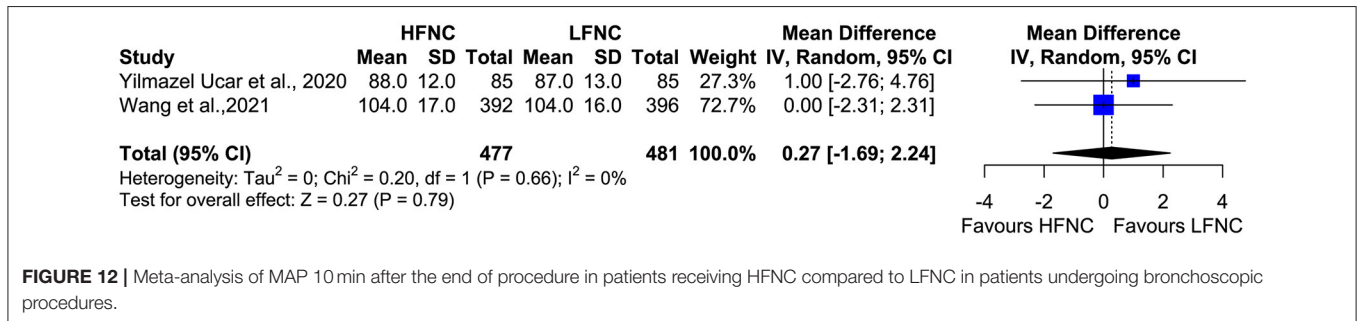 HFNC LFNC Mean Difference Mean Difference
Study Mean SD Total Mean SD Total Weight IV, Random, 95% CI IV, Random, 95% CI
Yilmazel Ucar et al., 2020 88.0 12.0 85 87.0 13.0 85 27.3% 1.00 [-2.76; 4.76]
Wang et al.,2021 104.0 17.0 392 104.0 16.0 396 72.7% 0.00 [-2.31; 2.31]
Total (95% CI) 477 481 100.0% 0.27 [-1.69; 2.24]
Heterogeneity: Tau² = 0; Chi² = 0.20, df = 1 (P = 0.66); I² = 0%
Test for overall effect: Z = 0.27 (P = 0.79)
-4 -2 0 2 4
Favours HFNC Favours LFNC
FIGURE 12 | Meta-analysis of MAP 10 min after the end of procedure in patients receiving HFNC compared to LFNC in patients undergoing bronchoscopic
procedures.